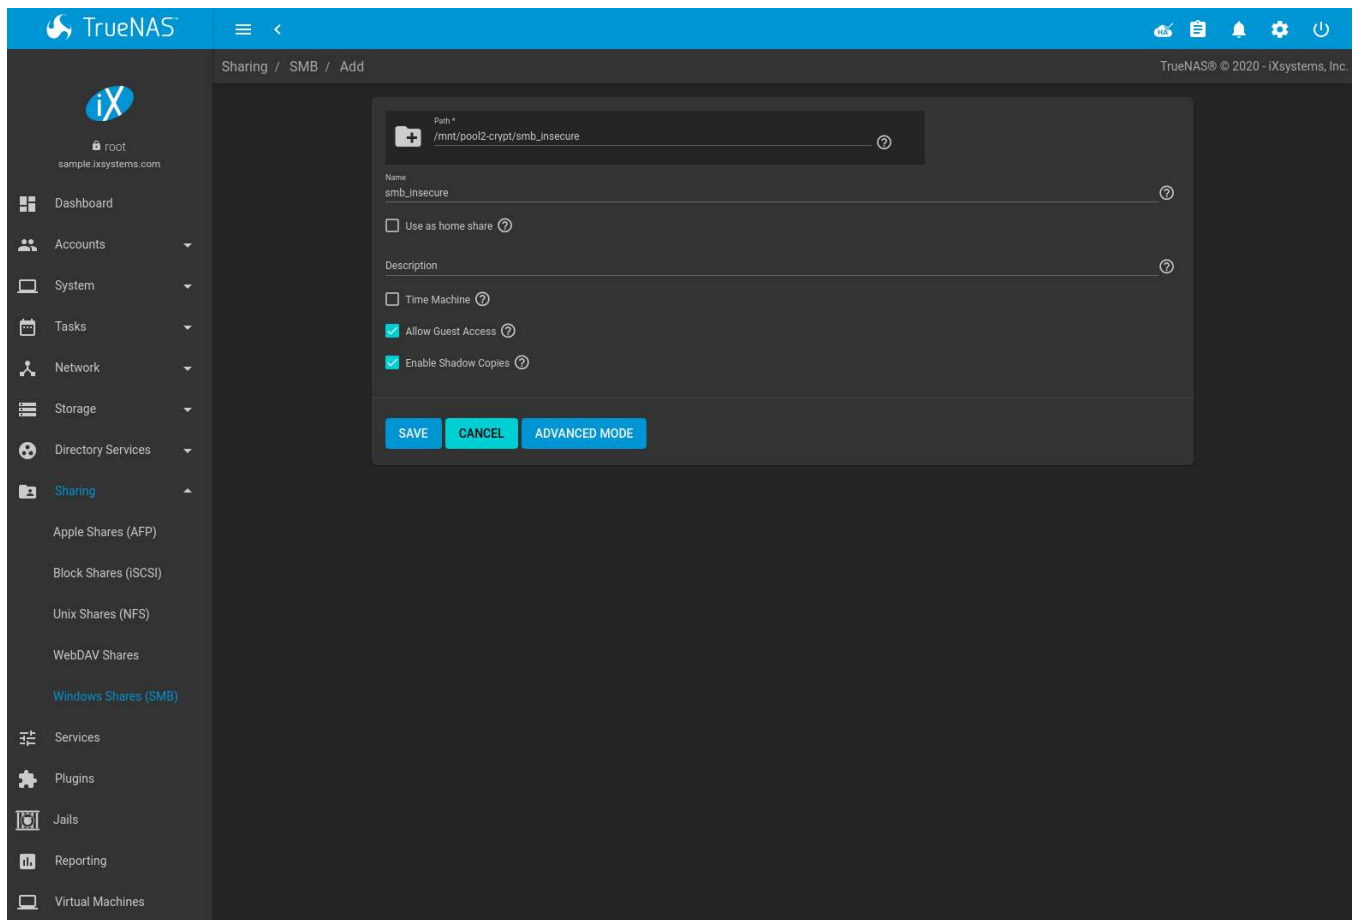 TrueNAS™
HA
Sharing / SMB / Add
TrueNAS® © 2020 - iXsystems, Inc.
iX
root
sample.ixsystems.com
Dashboard
Accounts
System
Tasks
Network
Storage
Directory Services
Sharing
Apple Shares (AFP)
Block Shares (iSCSI)
Unix Shares (NFS)
WebDAV Shares
Windows Shares (SMB)
Services
Plugins
Jails
Reporting
Virtual Machines
Path *
/mnt/pool2-crypt/smb_insecure
Name
smb_insecure
Use as home share
Description
Time Machine
Allow Guest Access
Enable Shadow Copies
SAVE CANCEL ADVANCED MODE